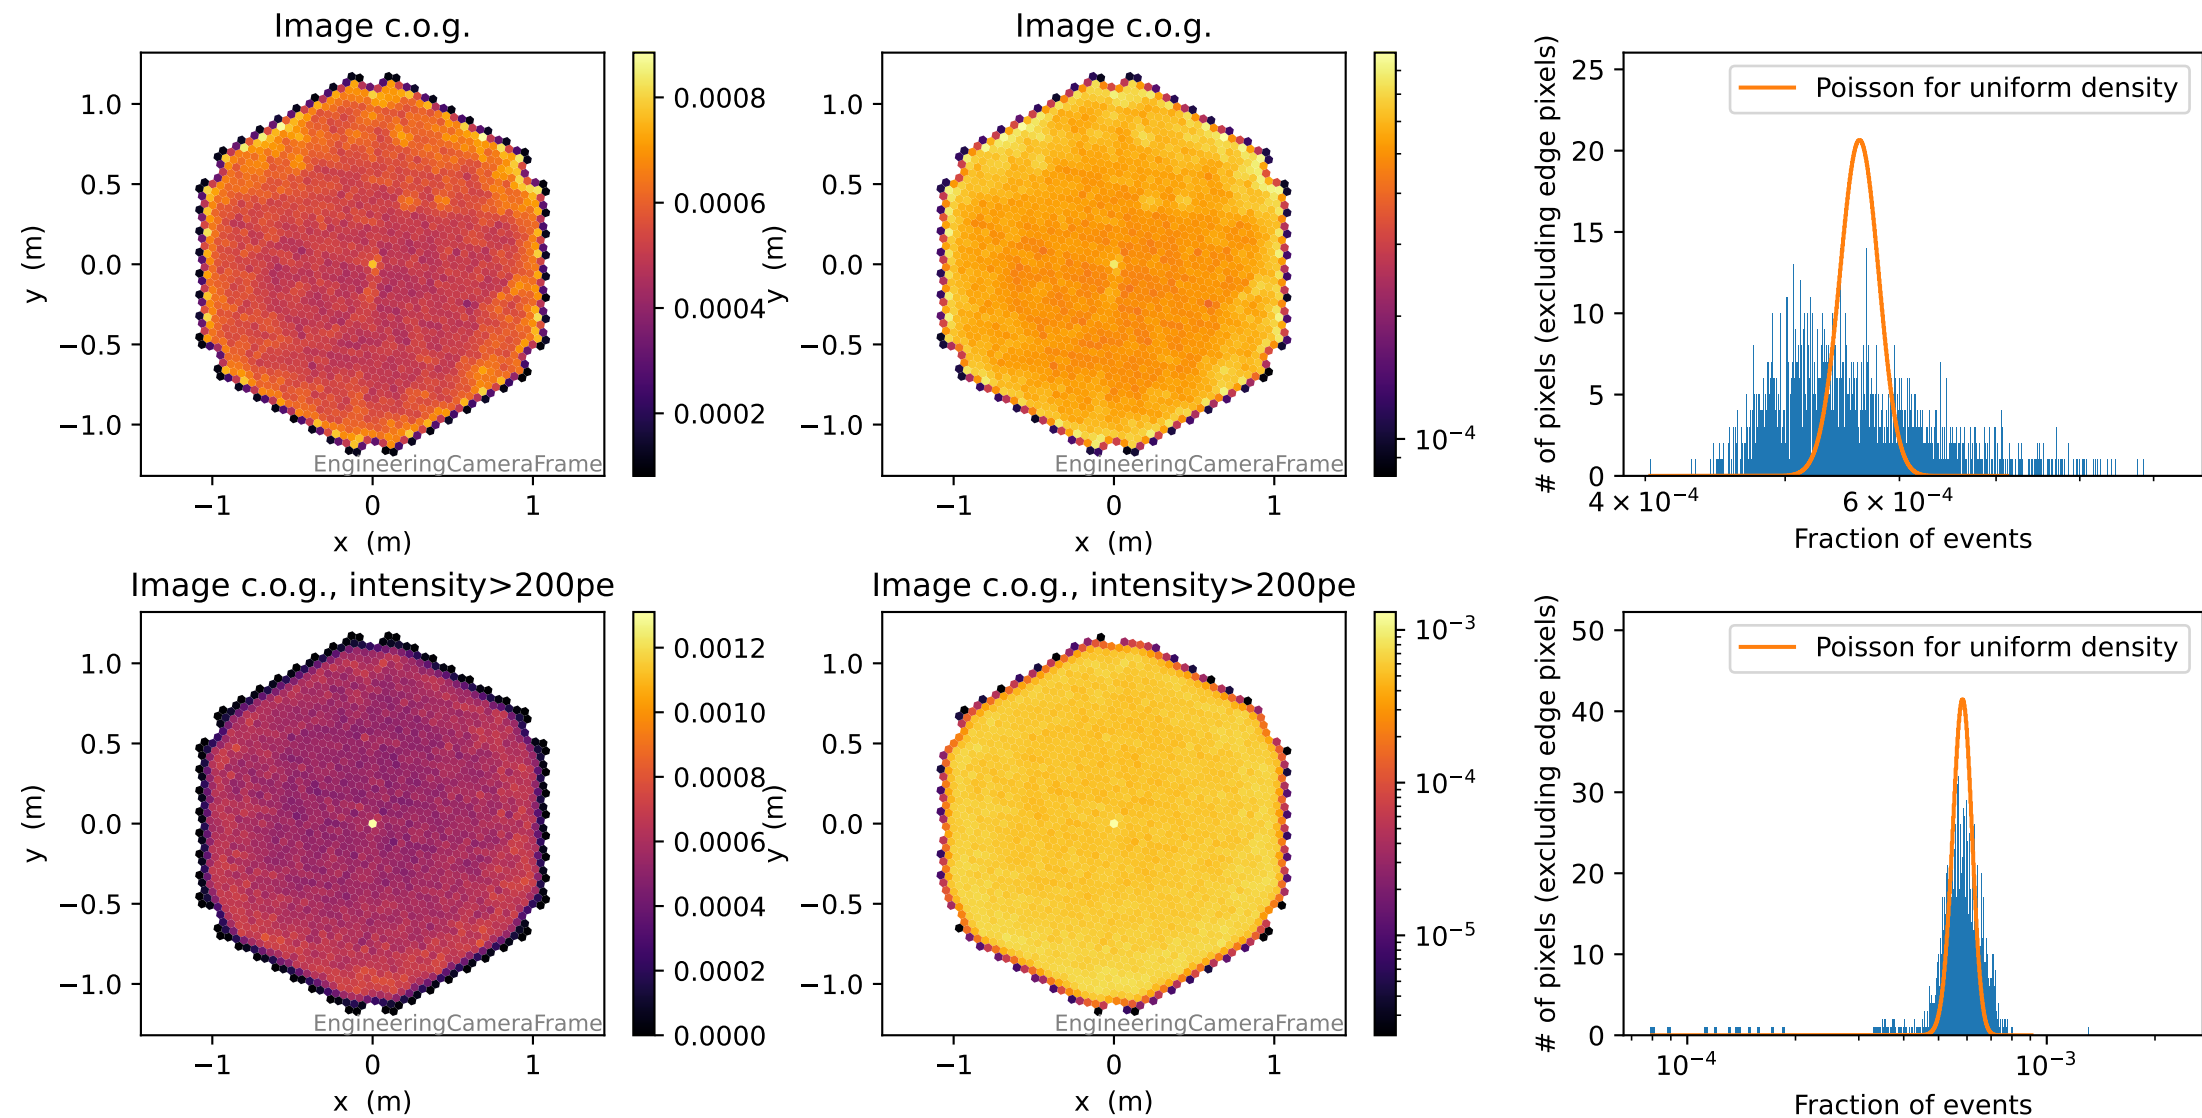 Image c.o.g.
y (m)
1.0
0.5
0.0
−0.5
−1.0
EngineeringCameraFrame
−1 0 1
x (m)
0.0008
0.0006
0.0004
0.0002
Image c.o.g.
y (m)
1.0
0.5
0.0
−0.5
−1.0
EngineeringCameraFrame
−1 0 1
x (m)
10⁻⁴
# of pixels (excluding edge pixels)
25
20
15
10
5
0
Poisson for uniform density
4 × 10⁻⁴ 6 × 10⁻⁴
Fraction of events
Image c.o.g., intensity>200pe
y (m)
1.0
0.5
0.0
−0.5
−1.0
EngineeringCameraFrame
−1 0 1
x (m)
0.0012
0.0010
0.0008
0.0006
0.0004
0.0002
0.0000
Image c.o.g., intensity>200pe
y (m)
1.0
0.5
0.0
−0.5
−1.0
EngineeringCameraFrame
−1 0 1
x (m)
10⁻³
10⁻⁴
10⁻⁵
# of pixels (excluding edge pixels)
50
40
30
20
10
0
Poisson for uniform density
10⁻⁴ 10⁻³
Fraction of events